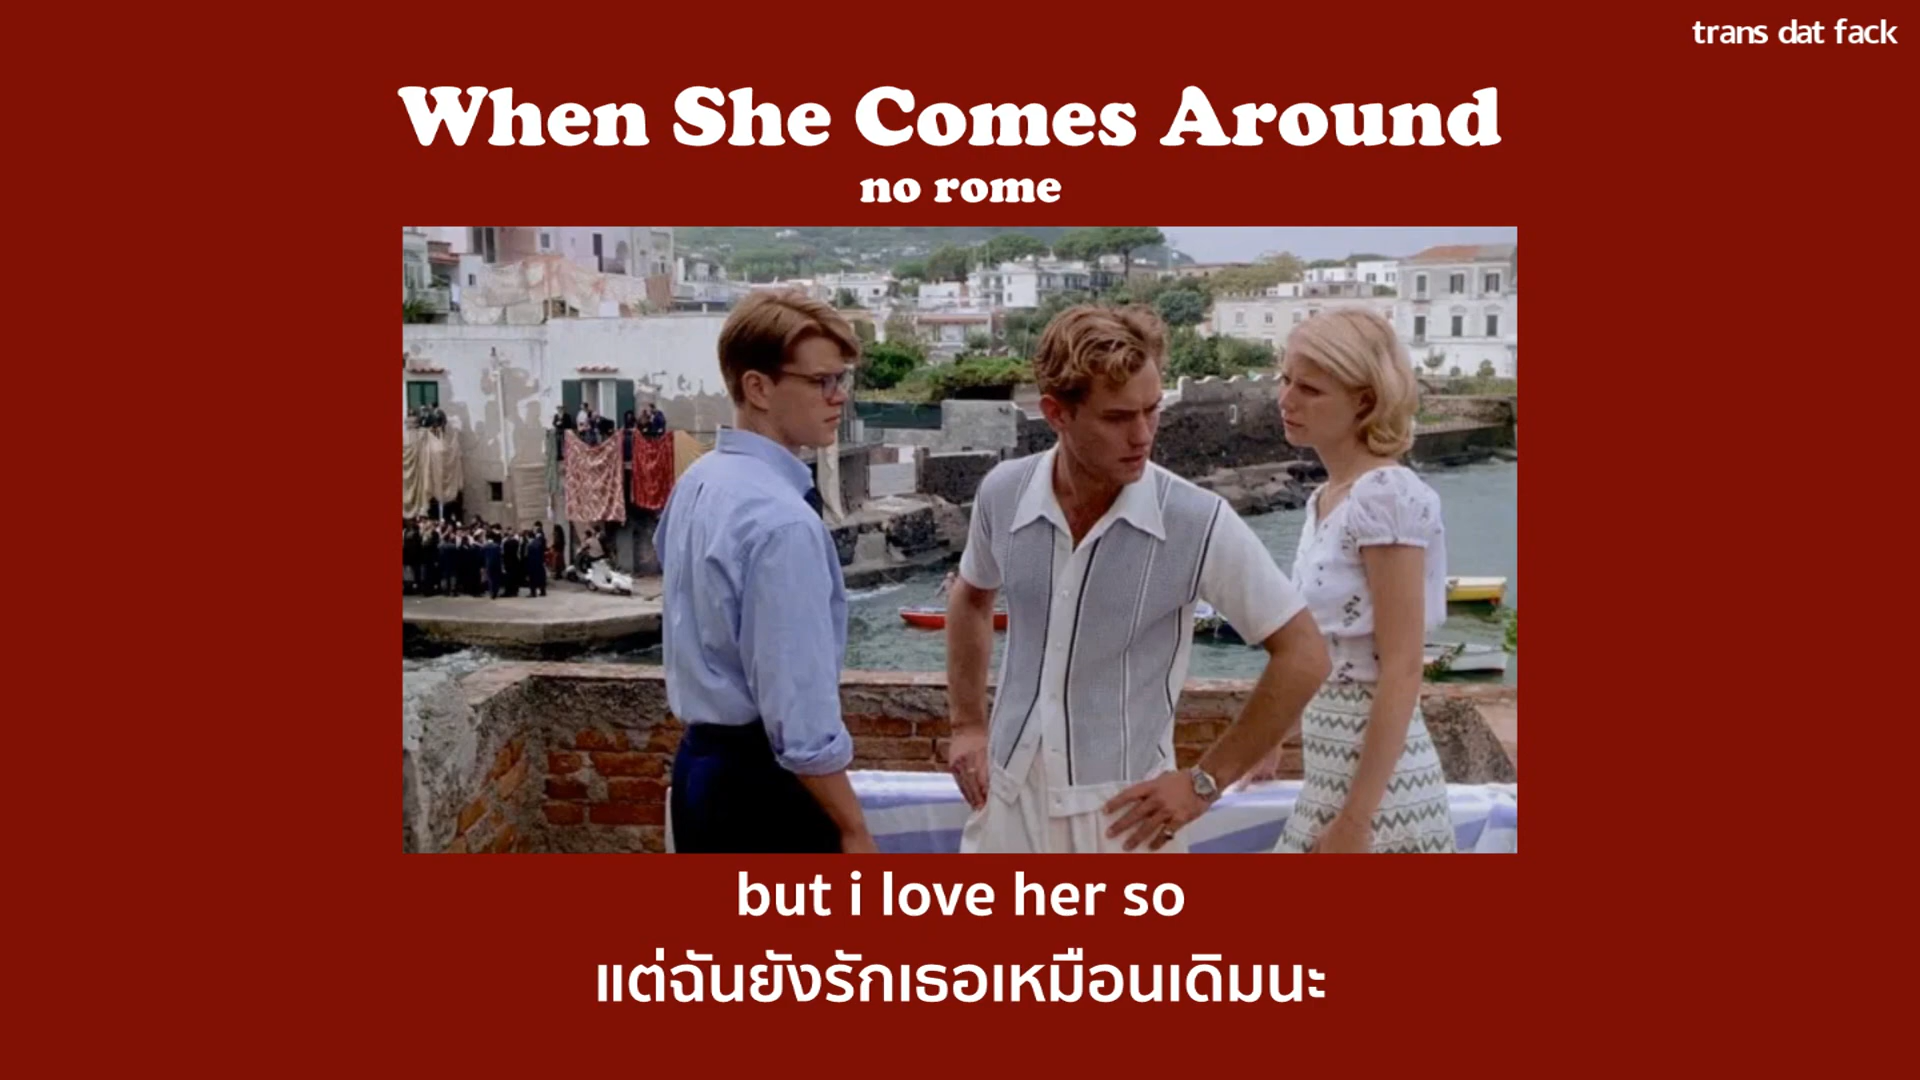 trans dat fack
When She Comes Around
no rome
but i love her so
แต่ฉันยังรักเธอเหมือนเดิมนะ